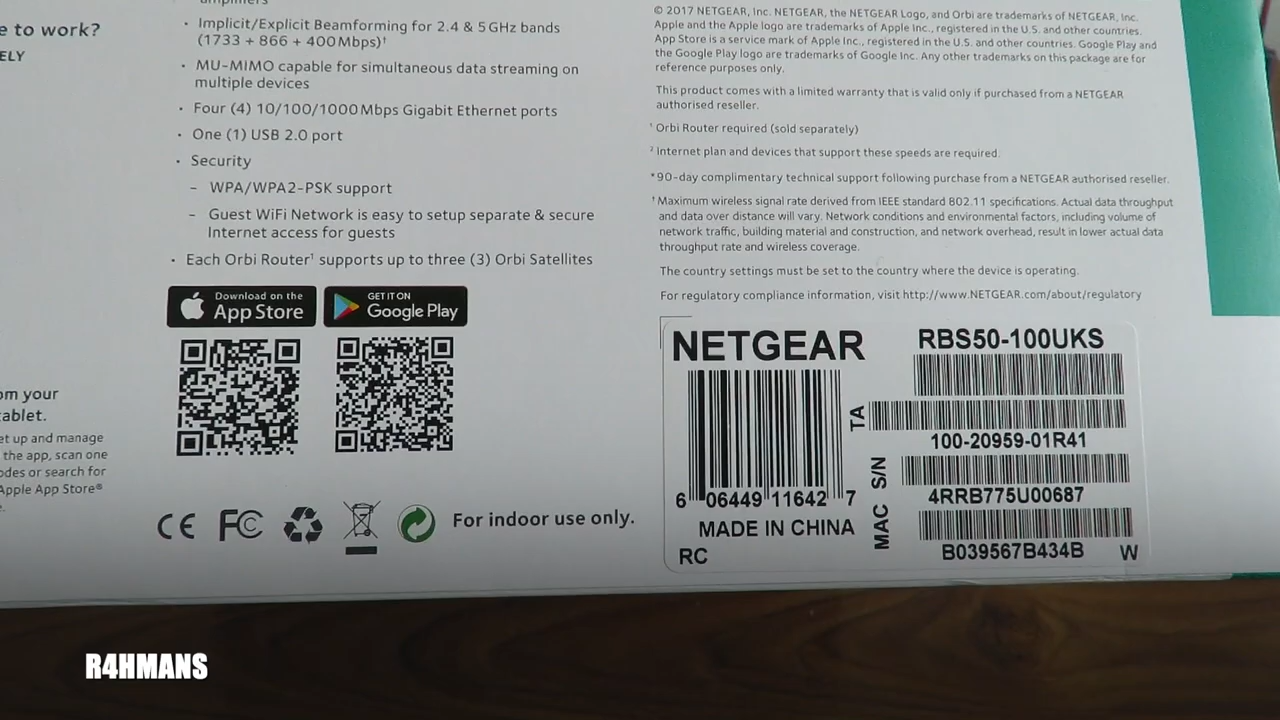 amplifiers
e to work?
ELY
• Implicit/Explicit Beamforming for 2.4 & 5 GHz bands
(1733 + 866 + 400 Mbps)†
• MU-MIMO capable for simultaneous data streaming on
multiple devices
• Four (4) 10/100/1000 Mbps Gigabit Ethernet ports
• One (1) USB 2.0 port
• Security
– WPA/WPA2-PSK support
– Guest WiFi Network is easy to setup separate & secure
Internet access for guests
• Each Orbi Router¹ supports up to three (3) Orbi Satellites
Download on the
App Store
GET IT ON
Google Play
om your
tablet.
et up and manage
the app, scan one
odes or search for
Apple App Store®
CE FC For indoor use only.
© 2017 NETGEAR, Inc. NETGEAR, the NETGEAR Logo, and Orbi are trademarks of NETGEAR, Inc.
Apple and the Apple logo are trademarks of Apple Inc., registered in the U.S. and other countries.
App Store is a service mark of Apple Inc., registered in the U.S. and other countries. Google Play and
the Google Play logo are trademarks of Google Inc. Any other trademarks on this package are for
reference purposes only.
This product comes with a limited warranty that is valid only if purchased from a NETGEAR
authorised reseller.
¹ Orbi Router required (sold separately)
² Internet plan and devices that support these speeds are required.
*90-day complimentary technical support following purchase from a NETGEAR authorised reseller.
† Maximum wireless signal rate derived from IEEE standard 802.11 specifications. Actual data throughput
and data over distance will vary. Network conditions and environmental factors, including volume of
network traffic, building material and construction, and network overhead, result in lower actual data
throughput rate and wireless coverage.
The country settings must be set to the country where the device is operating.
For regulatory compliance information, visit http://www.NETGEAR.com/about/regulatory
NETGEAR
6 06449 11642 7
MADE IN CHINA
RC
RBS50-100UKS
TA
100-20959-01R41
S/N
4RRB775U00687
MAC
B039567B434B W
R4HMANS